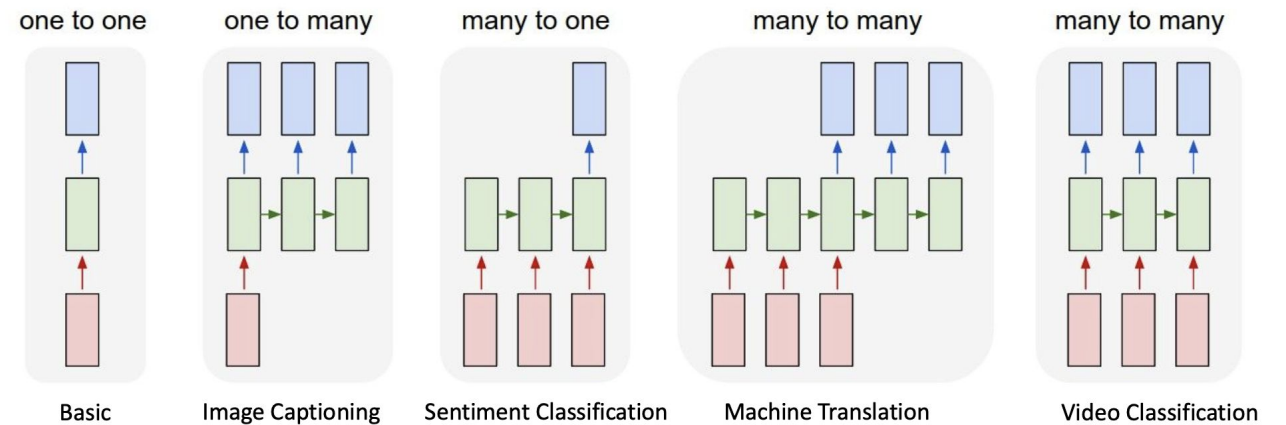 one to one
one to many
many to one
many to many
many to many
Basic
Image Captioning
Sentiment Classification
Machine Translation
Video Classification